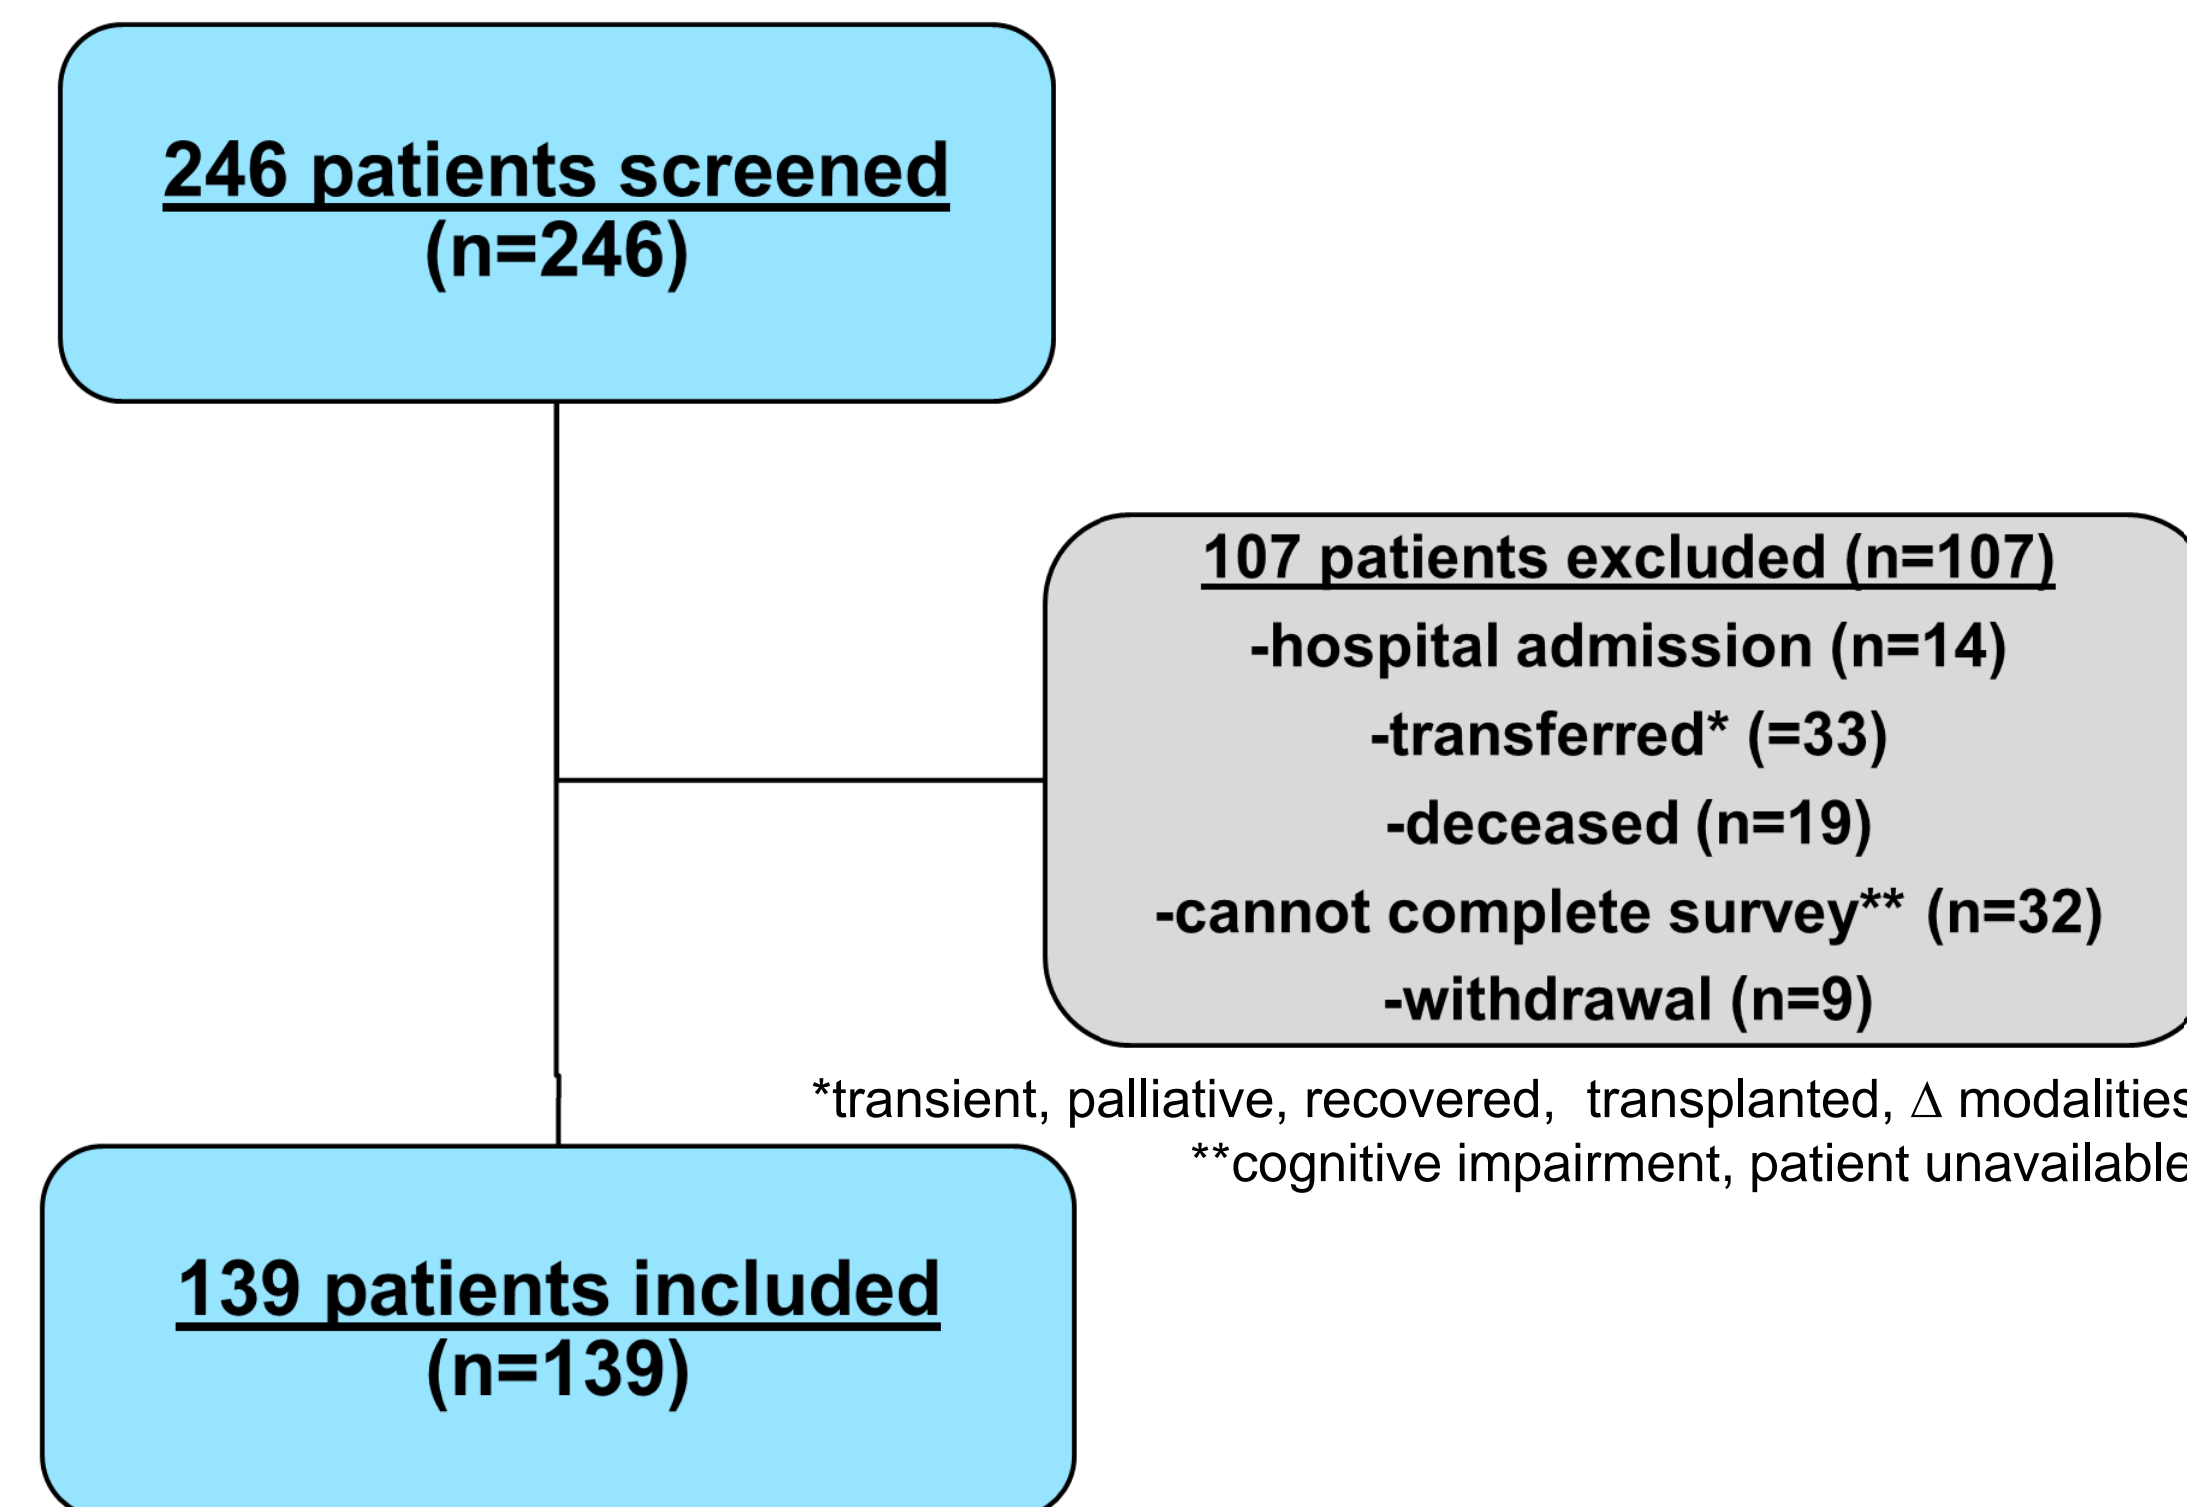 246 patients screened
(n=246)
107 patients excluded (n=107)
-hospital admission (n=14)
-transferred* (=33)
-deceased (n=19)
-cannot complete survey** (n=32)
-withdrawal (n=9)
*transient, palliative, recovered,  transplanted, Δ modalities
**cognitive impairment, patient unavailable
139 patients included
(n=139)